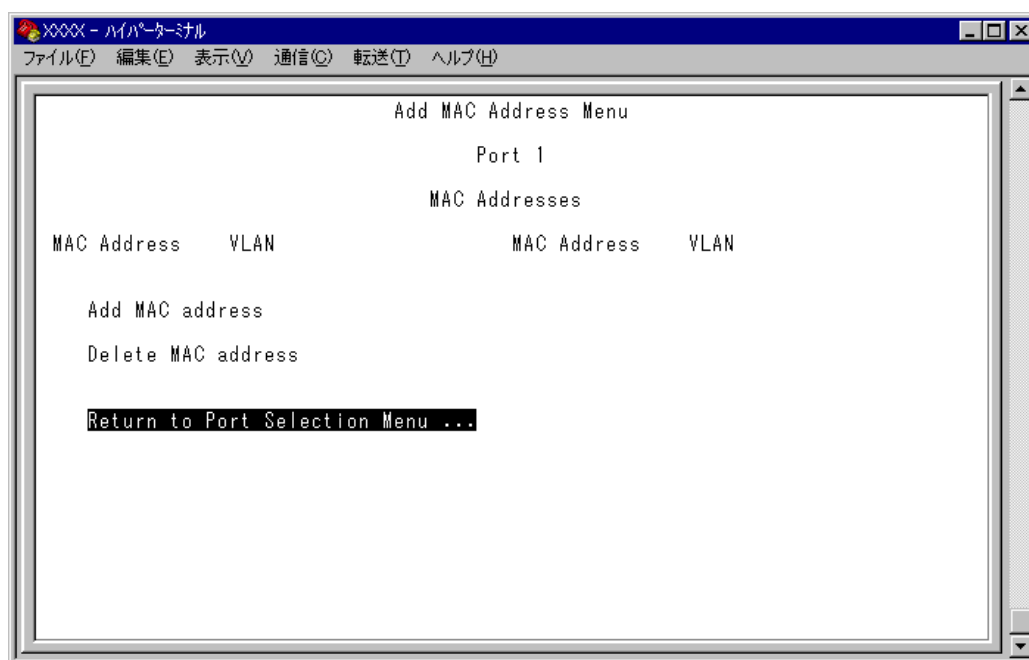 XXXX - ﾊｲﾊﾟｰﾀｰﾐﾅﾙ
ファイル(F) 編集(E) 表示(V) 通信(C) 転送(T) ヘルプ(H)
Add MAC Address Menu
Port 1
MAC Addresses
MAC Address VLAN MAC Address VLAN
Add MAC address
Delete MAC address
Return to Port Selection Menu ...